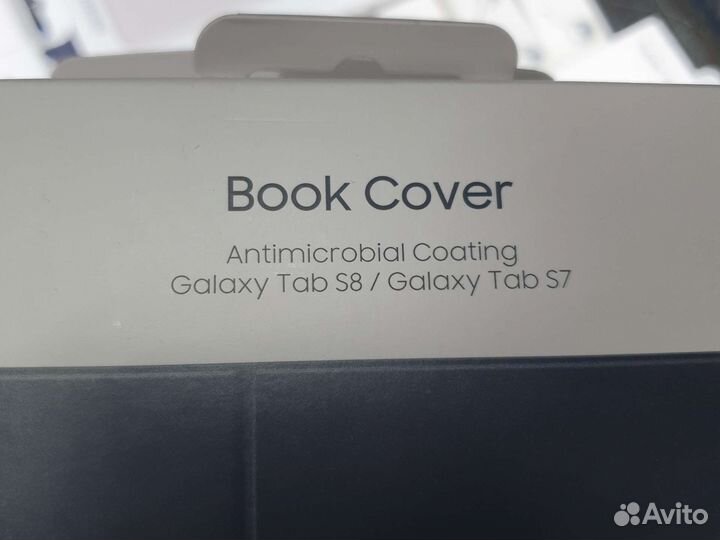 Book Cover
Antimicrobial Coating
Galaxy Tab S8 / Galaxy Tab S7
Avito